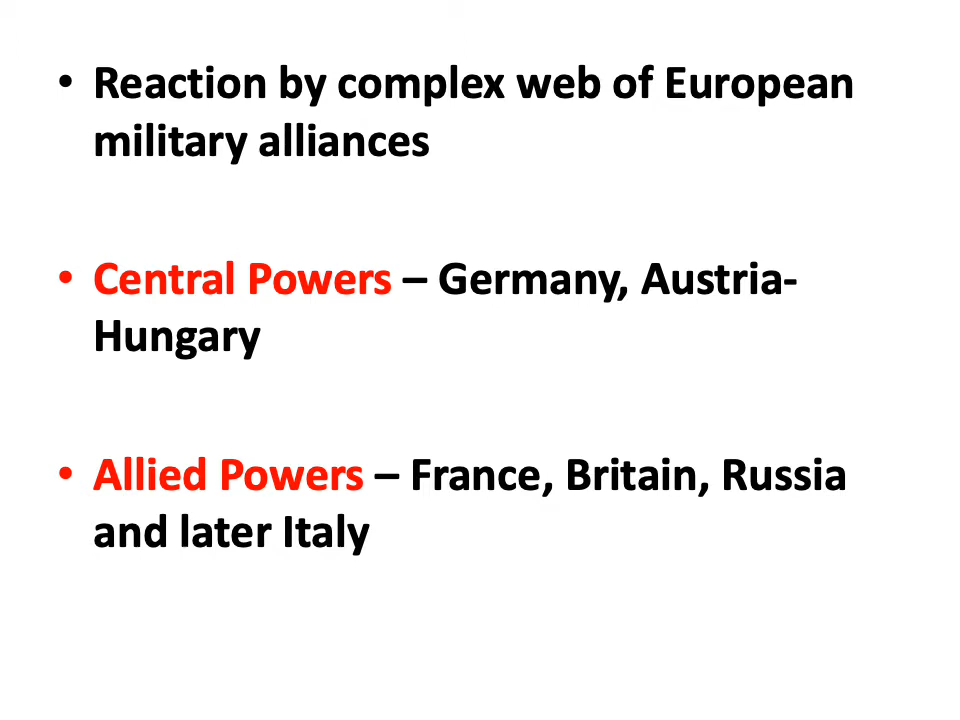 • Reaction by complex web of European
military alliances
• Central Powers – Germany, Austria-
Hungary
• Allied Powers – France, Britain, Russia
and later Italy